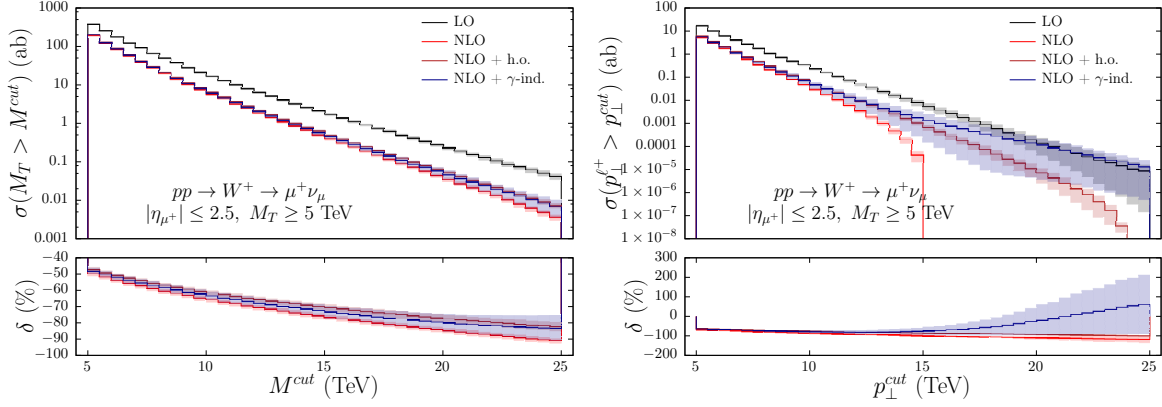 σ(M_T > M^{cut}) (ab)
1000
100
10
1
0.1
0.01
0.001
LO
NLO
NLO + h.o.
NLO + γ-ind.
pp → W^+ → μ^+ν_μ
|η_{μ^+}| ≤ 2.5, M_T ≥ 5 TeV
δ (%)
−40
−50
−60
−70
−80
−90
−100
5 10 15 20 25
M^{cut} (TeV)
σ(p_⊥^{ℓ^+} > p_⊥^{cut}) (ab)
100
10
1
0.1
0.01
0.001
0.0001
1 × 10^{−5}
1 × 10^{−6}
1 × 10^{−7}
1 × 10^{−8}
LO
NLO
NLO + h.o.
NLO + γ-ind.
pp → W^+ → μ^+ν_μ
|η_{μ^+}| ≤ 2.5, M_T ≥ 5 TeV
δ (%)
300
200
100
0
−100
−200
5 10 15 20 25
p_⊥^{cut} (TeV)